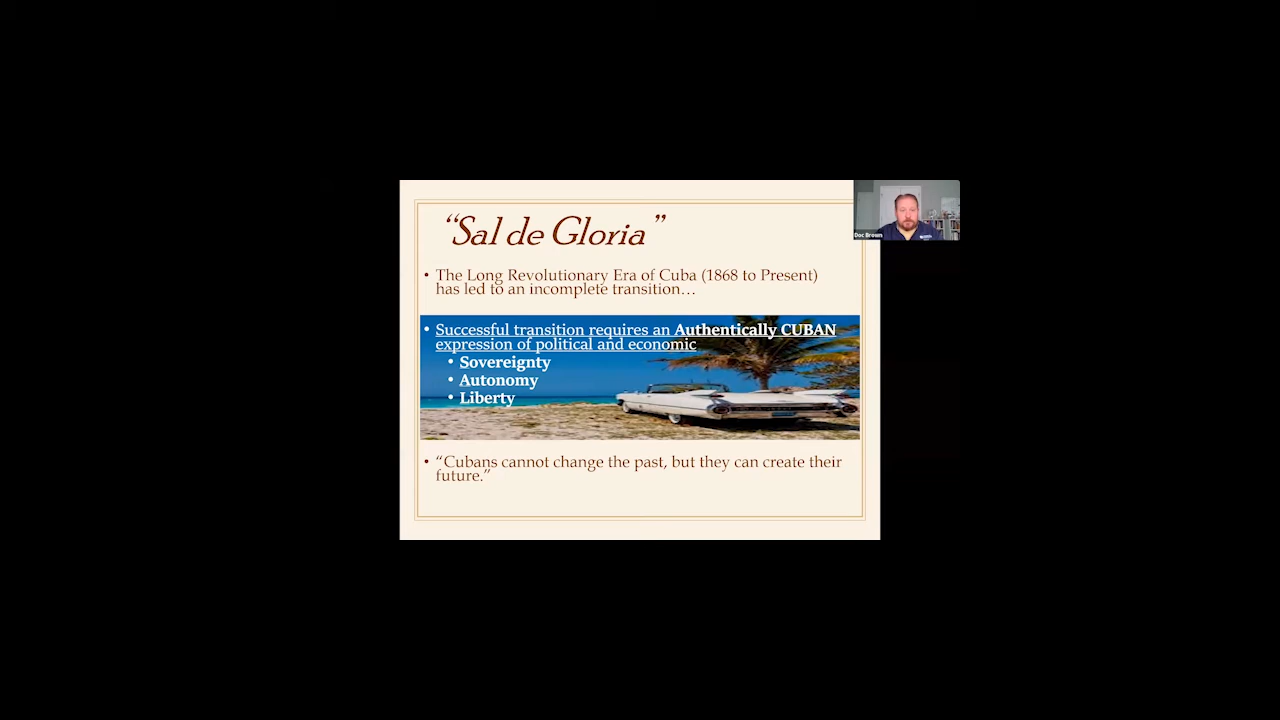 “Sal de Gloria”
• The Long Revolutionary Era of Cuba (1868 to Present)
has led to an incomplete transition…
• Successful transition requires an Authentically CUBAN
expression of political and economic
• Sovereignty
• Autonomy
• Liberty
• “Cubans cannot change the past, but they can create their
future.”
Doc Brown